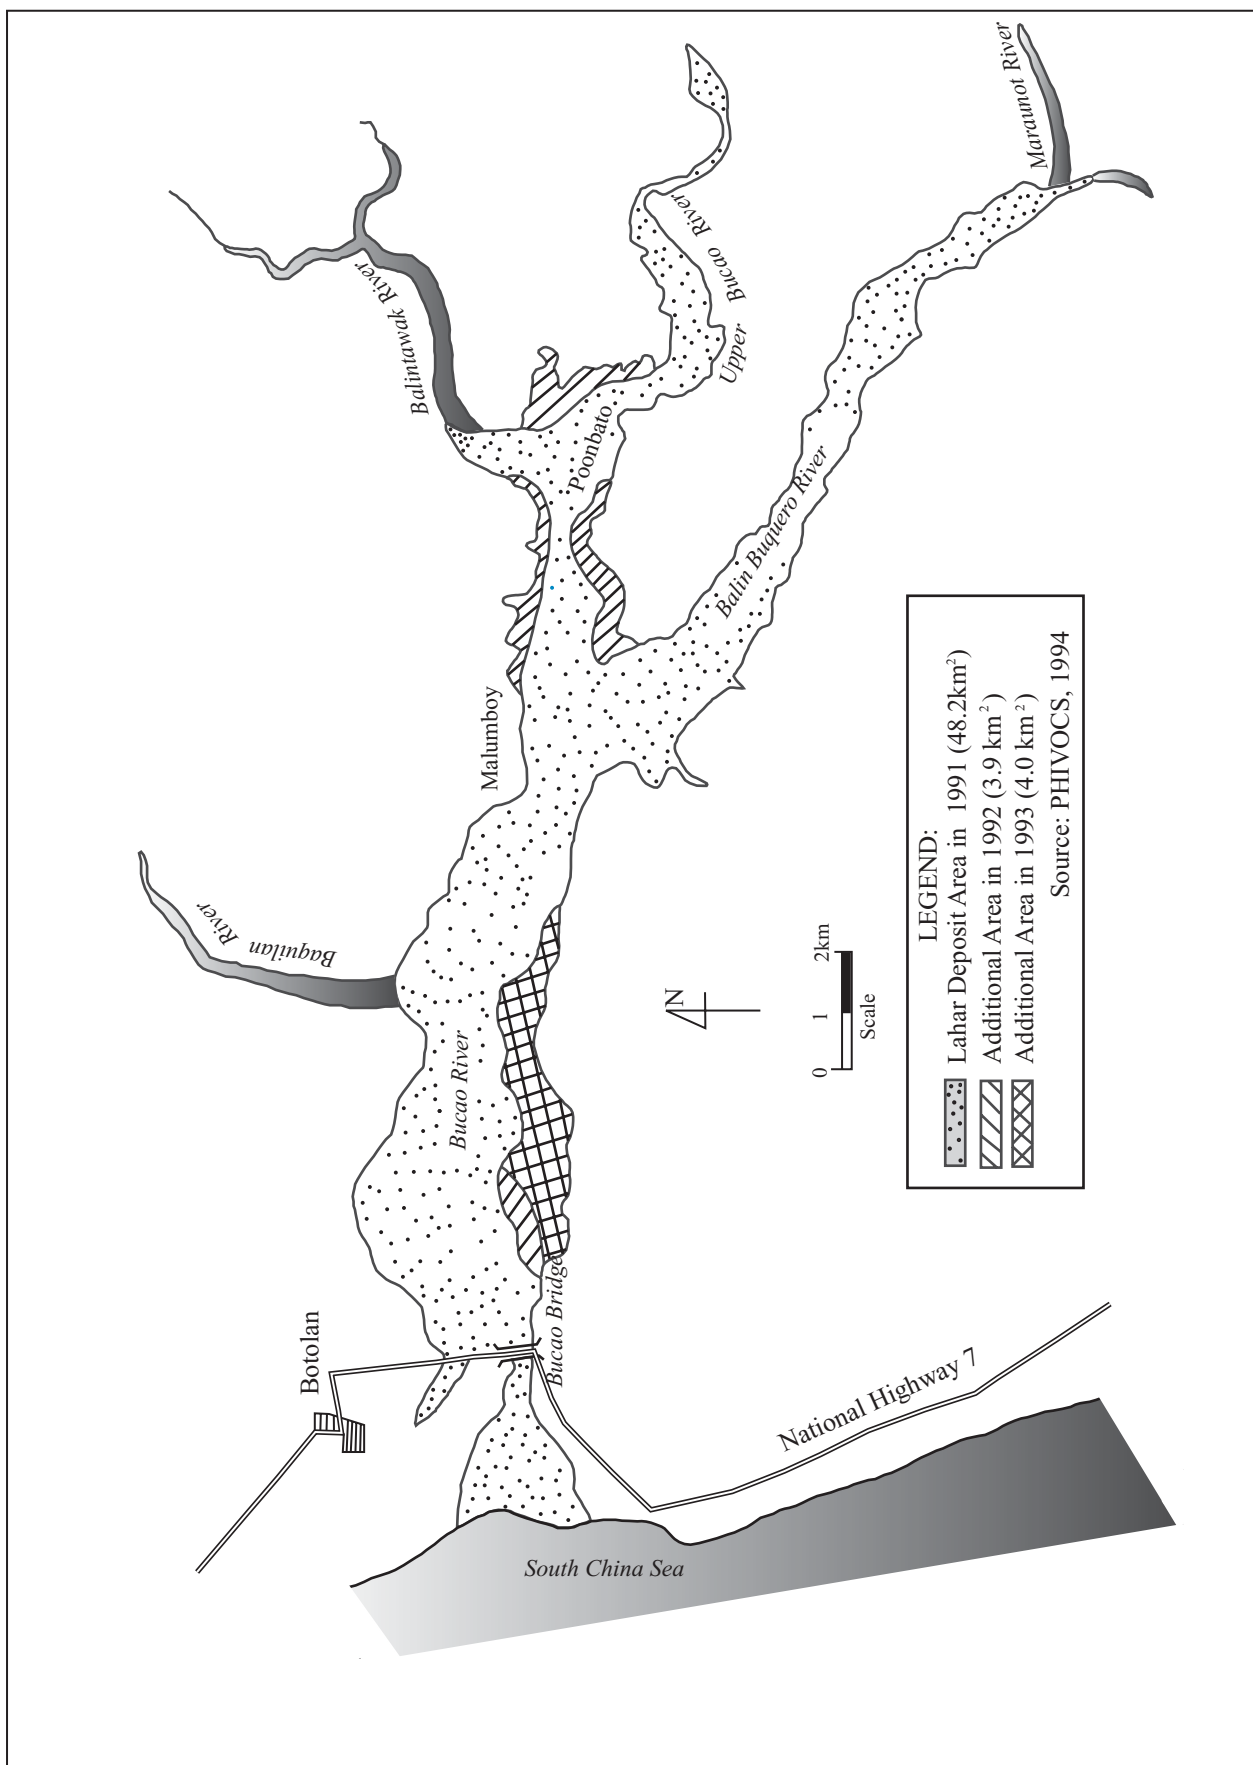 Maraunot River
Balintawak River
Upper Bucao River
Poonbato
Balin Buquero River
Malumboy
Baquilan
River
Bucao River
Bucao Bridge
Botolan
National Highway 7
South China Sea
N
0 1 2km
Scale
LEGEND:
Lahar Deposit Area in 1991 (48.2km²)
Additional Area in 1992 (3.9 km²)
Additional Area in 1993 (4.0 km²)
Source: PHIVOCS, 1994